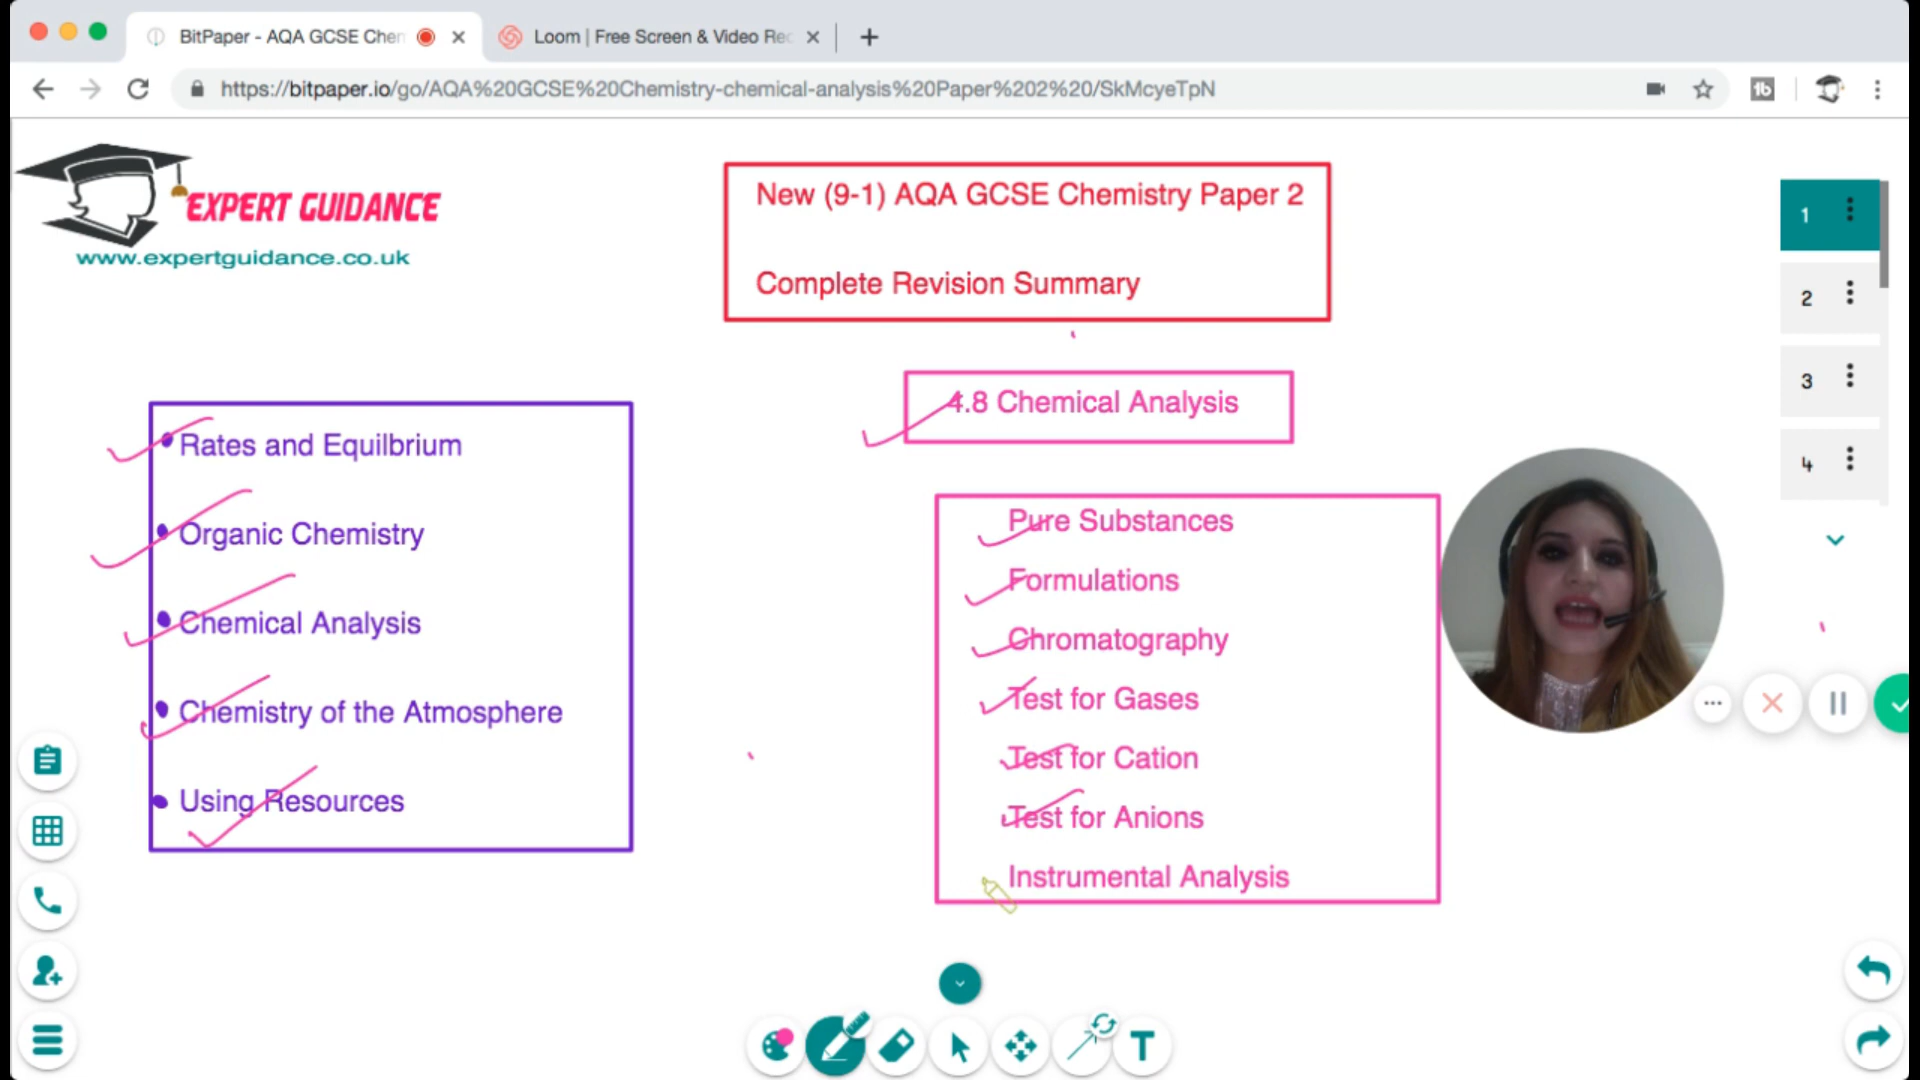 BitPaper - AQA GCSE Chen
Loom | Free Screen & Video Rec
https://bitpaper.io/go/AQA%20GCSE%20Chemistry-chemical-analysis%20Paper%202%20/SkMcyeTpN
EXPERT GUIDANCE
www.expertguidance.co.uk
New (9-1) AQA GCSE Chemistry Paper 2
Complete Revision Summary
4.8 Chemical Analysis
Rates and Equilbrium
Organic Chemistry
Chemical Analysis
Chemistry of the Atmosphere
Using Resources
Pure Substances
Formulations
Chromatography
Test for Gases
Test for Cation
Test for Anions
Instrumental Analysis
1
2
3
4
T